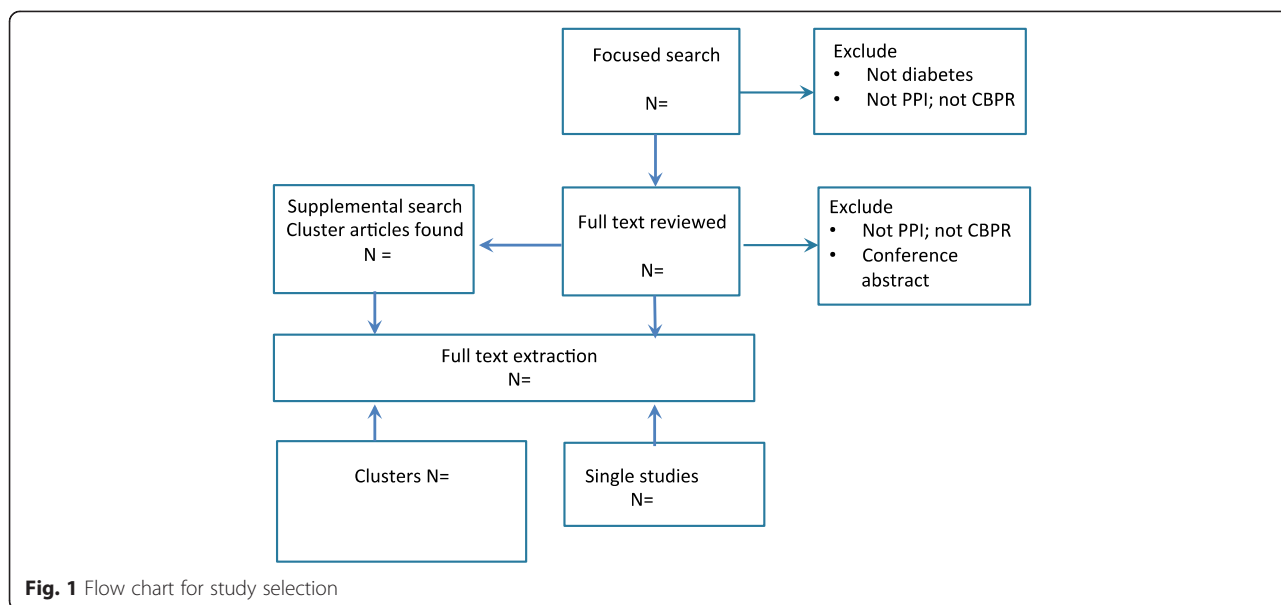 Focused search
N=
Exclude
• Not diabetes
• Not PPI; not CBPR
Supplemental search
Cluster articles found
N =
Full text reviewed
N=
Exclude
• Not PPI; not CBPR
• Conference
abstract
Full text extraction
N=
Clusters N=
Single studies
N=
Fig. 1 Flow chart for study selection